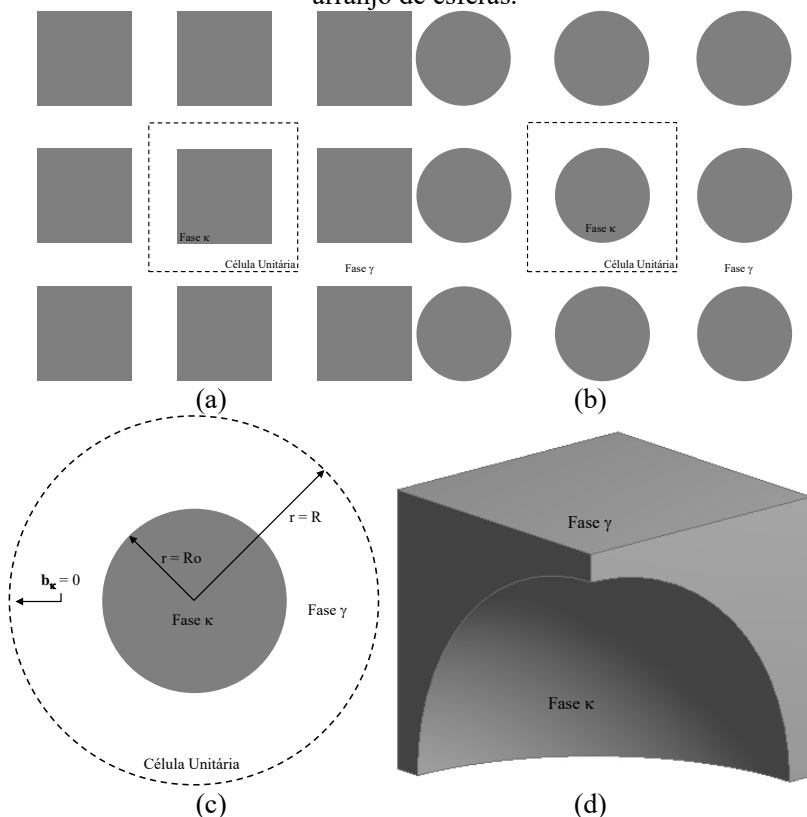 arranjo de esferas.
Fase κ
Célula Unitária
Fase γ
Fase κ
Célula Unitária
Fase γ
(a)
(b)
r = R
r = Ro
bκ = 0
Fase κ
Fase γ
Célula Unitária
(c)
Fase γ
Fase κ
(d)